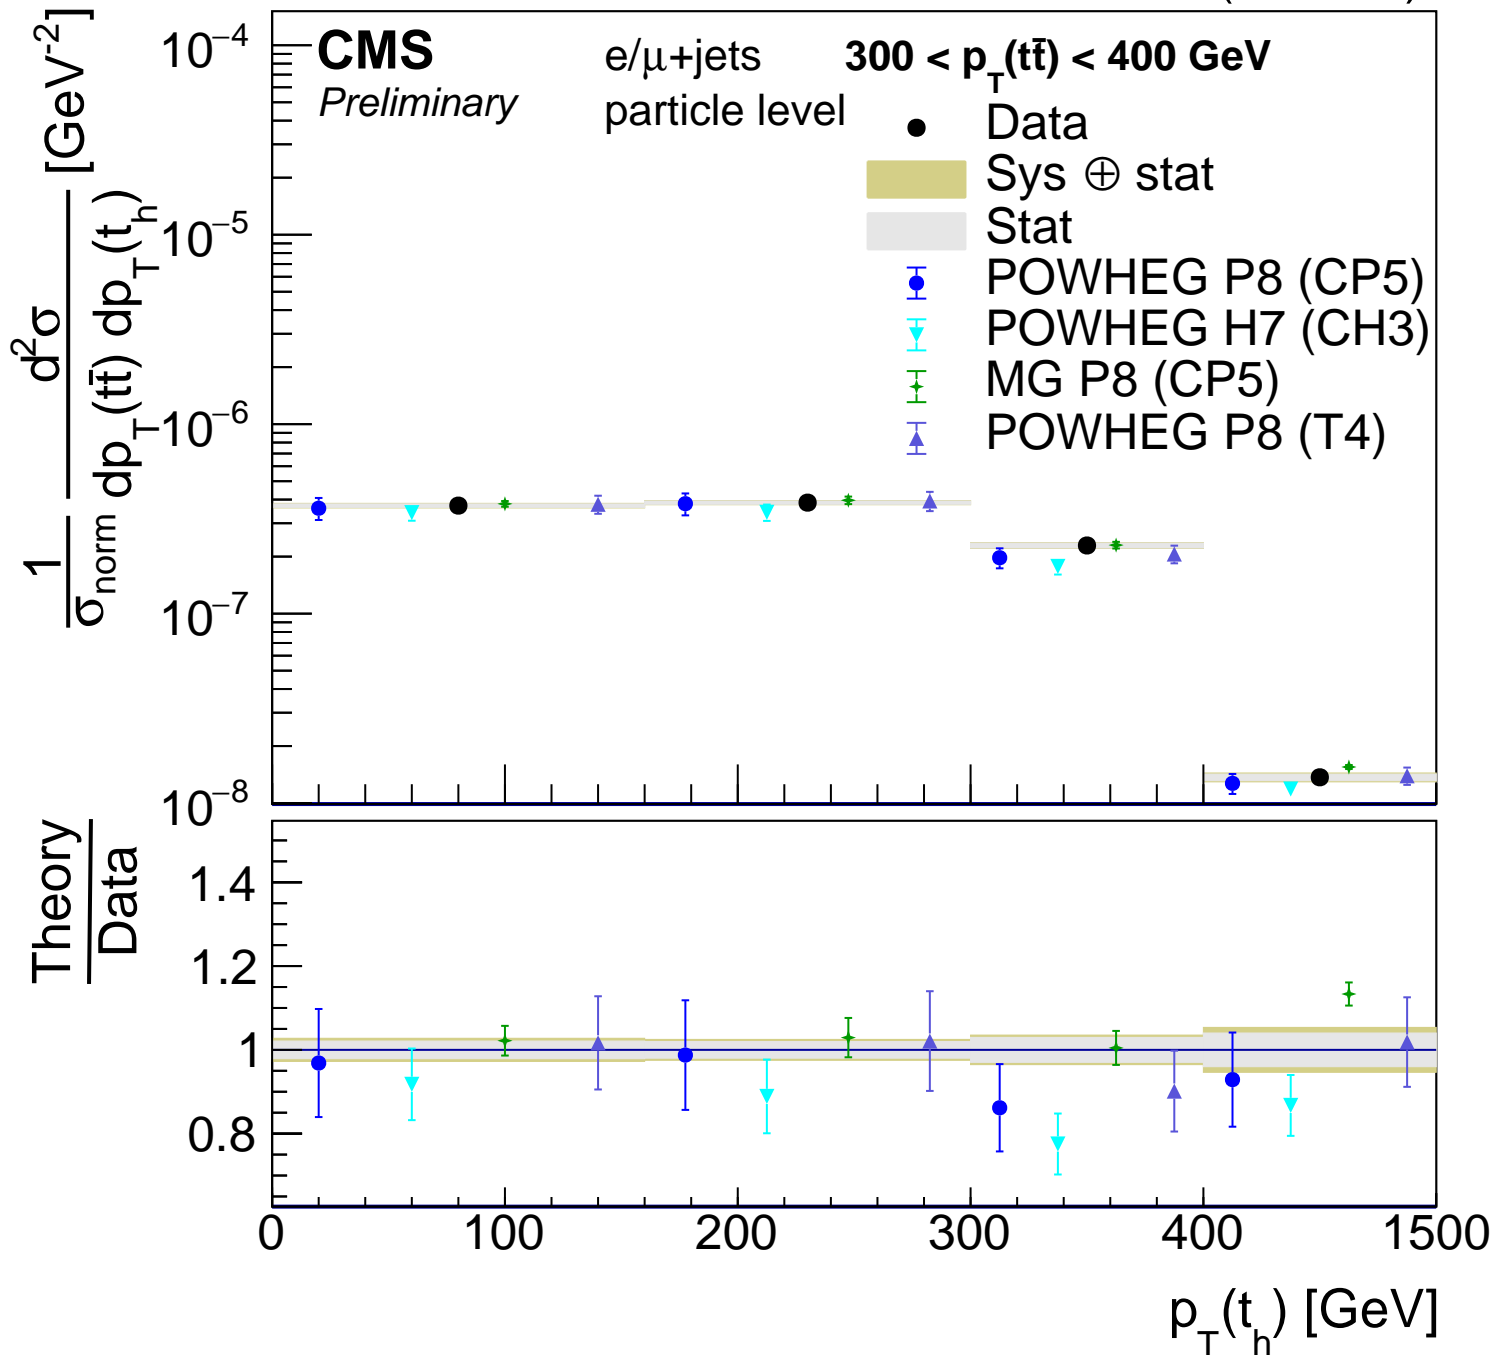 CMS
Preliminary
e/μ+jets
particle level
300 < p_T(tt̄) < 400 GeV
Data
Sys ⊕ stat
Stat
POWHEG P8 (CP5)
POWHEG H7 (CH3)
MG P8 (CP5)
POWHEG P8 (T4)
1/σ_norm d²σ/dp_T(tt̄) dp_T(t_h) [GeV⁻²]
10⁻⁴
10⁻⁵
10⁻⁶
10⁻⁷
10⁻⁸
Theory
Data
1.4
1.2
1
0.8
0 100 200 300 400 1500
p_T(t_h) [GeV]